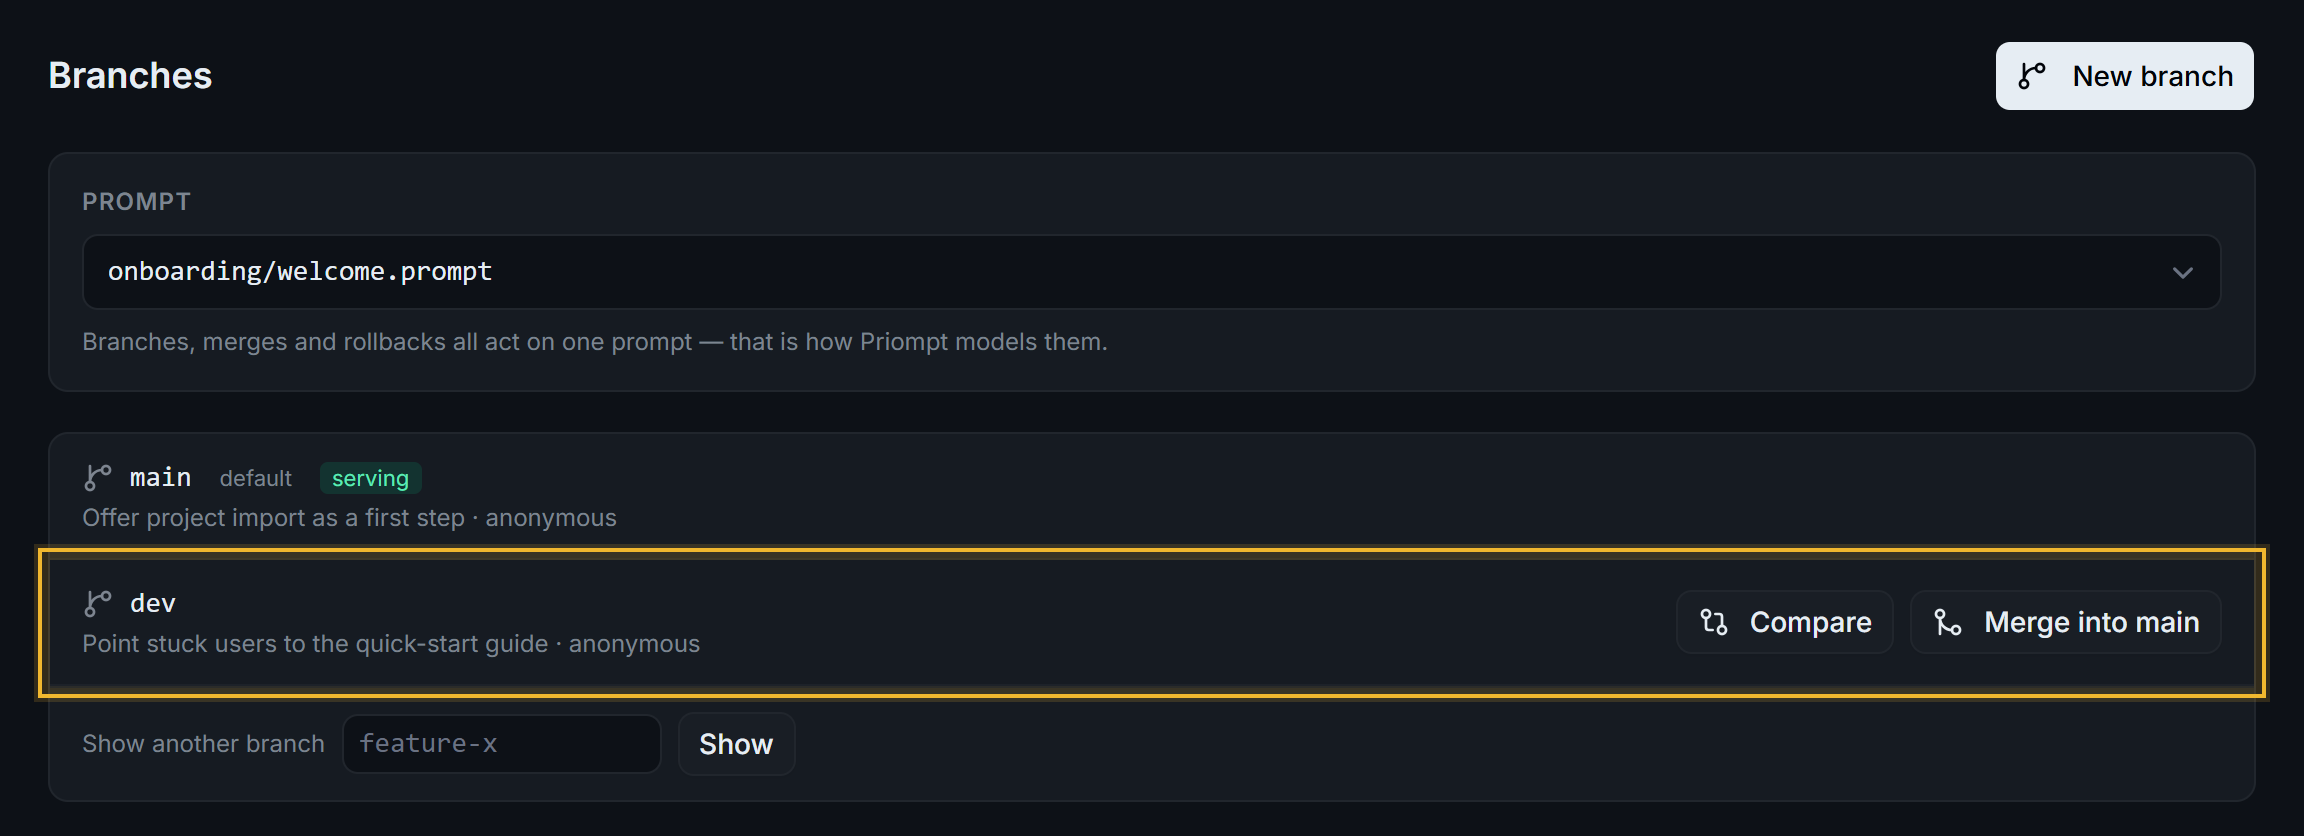 Branches
New branch
PROMPT
onboarding/welcome.prompt
Branches, merges and rollbacks all act on one prompt — that is how Priompt models them.
main default serving
Offer project import as a first step · anonymous
dev
Point stuck users to the quick-start guide · anonymous
Compare
Merge into main
Show another branch feature-x Show